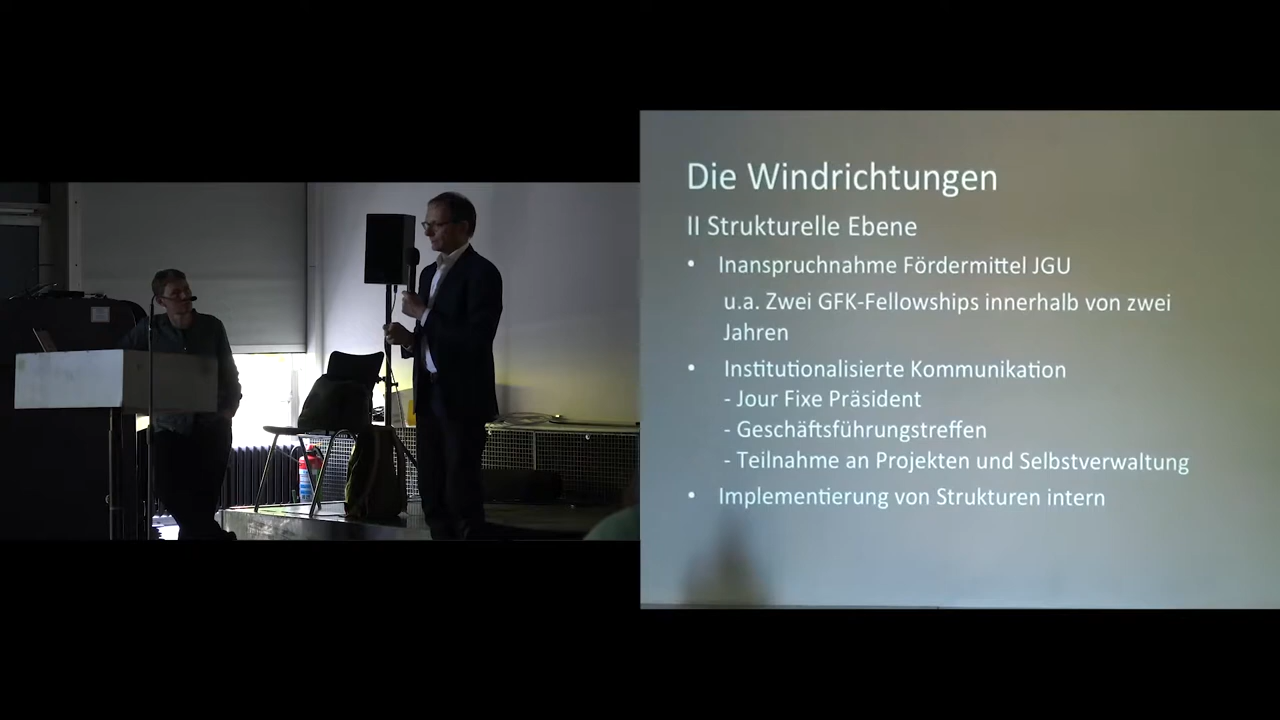 Die Windrichtungen
II Strukturelle Ebene
• Inanspruchnahme Fördermittel JGU
u.a. Zwei GFK-Fellowships innerhalb von zwei
Jahren
• Institutionalisierte Kommunikation
- Jour Fixe Präsident
- Geschäftsführungstreffen
- Teilnahme an Projekten und Selbstverwaltung
• Implementierung von Strukturen intern